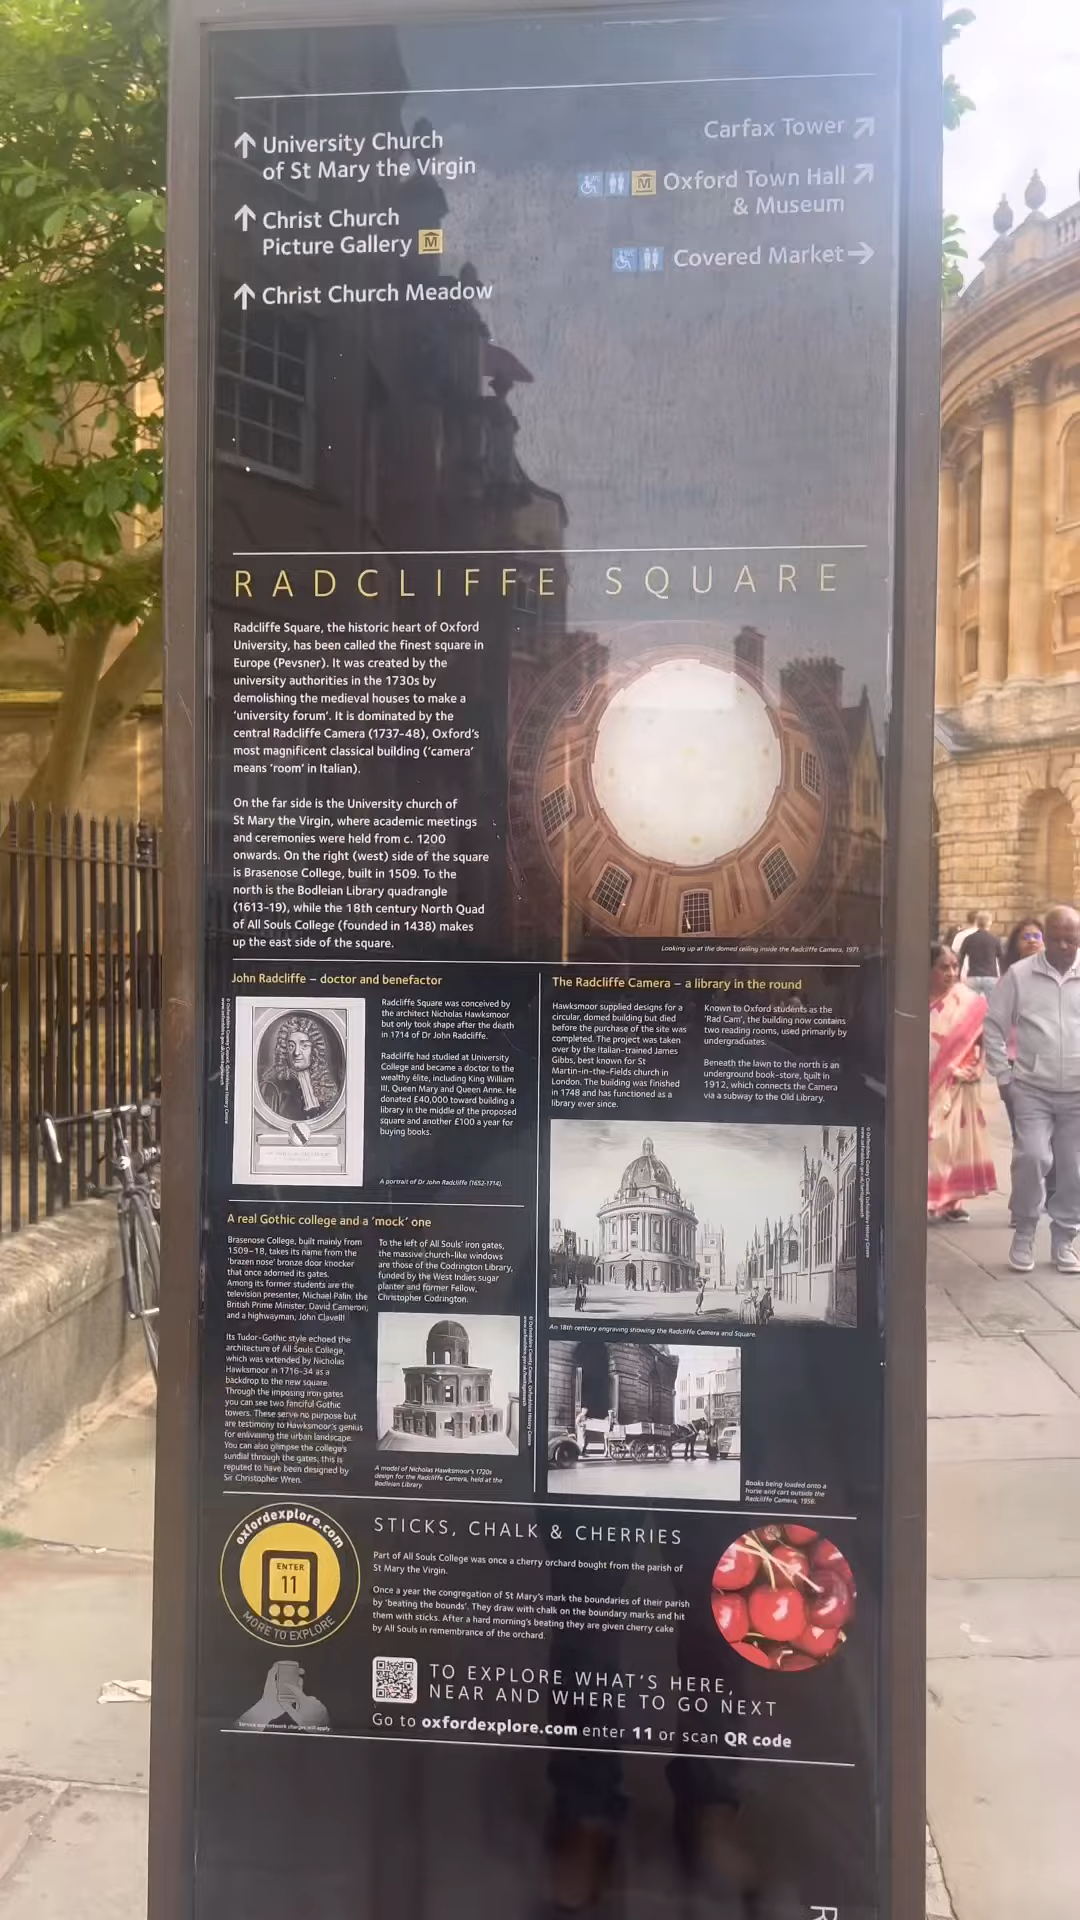 University Church
of St Mary the Virgin
Christ Church
Picture Gallery M
Christ Church Meadow
Carfax Tower
M Oxford Town Hall
& Museum
Covered Market
RADCLIFFE SQUARE
Radcliffe Square, the historic heart of Oxford
University, has been called the finest square in
Europe (Pevsner). It was created by the
university authorities in the 1730s by
demolishing the medieval houses to make a
'university forum'. It is dominated by the
central Radcliffe Camera (1737-48), Oxford's
most magnificent classical building ('camera'
means 'room' in Italian).
On the far side is the University church of
St Mary the Virgin, where academic meetings
and ceremonies were held from c. 1200
onwards. On the right (west) side of the square
is Brasenose College, built in 1509. To the
north is the Bodleian Library quadrangle
(1613-19), while the 18th century North Quad
of All Souls College (founded in 1438) makes
up the east side of the square.
Looking up at the domed ceiling inside the Radcliffe Camera, 1971.
John Radcliffe – doctor and benefactor
Radcliffe Square was conceived by
the architect Nicholas Hawksmoor
but only took shape after the death
in 1714 of Dr John Radcliffe.
Radcliffe had studied at University
College and became a doctor to the
wealthy élite, including King William
III, Queen Mary and Queen Anne. He
donated £40,000 toward building a
library in the middle of the proposed
square and another £100 a year for
buying books.
A portrait of Dr John Radcliffe (1652-1714).
The Radcliffe Camera – a library in the round
Hawksmoor supplied designs for a
circular, domed building but died
before the purchase of the site was
completed. The project was taken
over by the Italian-trained James
Gibbs, best known for St
Martin-in-the-Fields church in
London. The building was finished
in 1748 and has functioned as a
library ever since.
Known to Oxford students as the
'Rad Cam', the building now contains
two reading rooms, used primarily by
undergraduates.
Beneath the lawn to the north is an
underground book-store, built in
1912, which connects the Camera
via a subway to the Old Library.
An 18th century engraving showing the Radcliffe Camera and Square.
A real Gothic college and a 'mock' one
Brasenose College, built mainly from
1509-18, takes its name from the
'brazen nose' bronze door knocker
that once adorned its gates.
Among its former students are the
television presenter, Michael Palin, the
British Prime Minister, David Cameron,
and a highwayman, John Clavell!
Its Tudor-Gothic style echoed the
architecture of All Souls College,
which was extended by Nicholas
Hawksmoor in 1716-34 as a
backdrop to the new square.
Through the imposing iron gates
you can see two fanciful Gothic
towers. These serve no purpose but
are testimony to Hawksmoor's genius
for enlivening the urban landscape.
You can also glimpse the college's
sundial through the gates; this is
reputed to have been designed by
Sir Christopher Wren.
To the left of All Souls' iron gates,
the massive church-like windows
are those of the Codrington Library,
funded by the West Indies sugar
planter and former Fellow,
Christopher Codrington.
A model of Nicholas Hawksmoor's 1720s
design for the Radcliffe Camera, held at the
Bodleian Library.
Books being loaded onto a
horse and cart outside the
Radcliffe Camera, 1956.
oxfordexplore.com
ENTER
11
MORE TO EXPLORE
STICKS, CHALK & CHERRIES
Part of All Souls College was once a cherry orchard bought from the parish of
St Mary the Virgin.
Once a year the congregation of St Mary's mark the boundaries of their parish
by 'beating the bounds'. They draw with chalk on the boundary marks and hit
them with sticks. After a hard morning's beating they are given cherry cake
by All Souls in remembrance of the orchard.
Service and network charges will apply
TO EXPLORE WHAT'S HERE,
NEAR AND WHERE TO GO NEXT
Go to oxfordexplore.com enter 11 or scan QR code
R